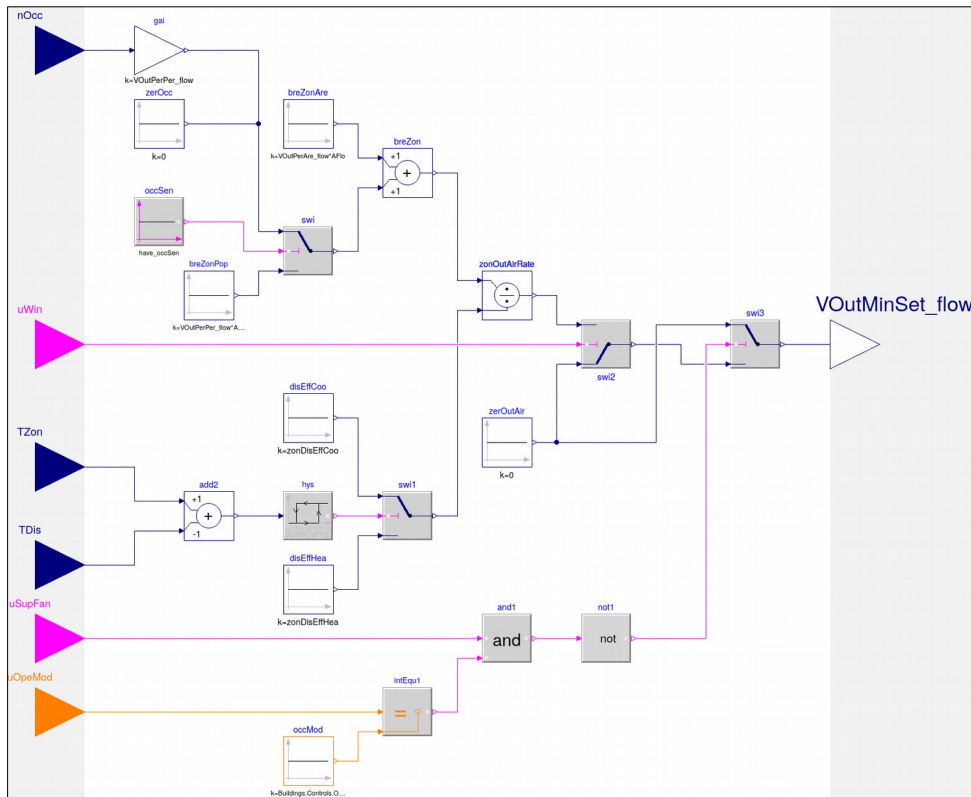 nOcc
gai
k=VOutPerPer_flow
zerOcc
k=0
breZonAre
k=VOutPerAre_flow*AFlo
breZon
+1
+
+1
occSen
have_occSen
swi
breZonPop
k=VOutPerPer_flow*A...
zonOutAirRate
÷
uWin
VOutMinSet_flow
swi3
swi2
disEffCoo
k=zonDisEffCoo
zerOutAir
k=0
TZon
add2
+1
+
-1
hys
swi1
TDis
disEffHea
k=zonDisEffHea
uSupFan
and1
and
not1
not
uOpeMod
intEqu1
=
occMod
k=Buildings.Controls.O...